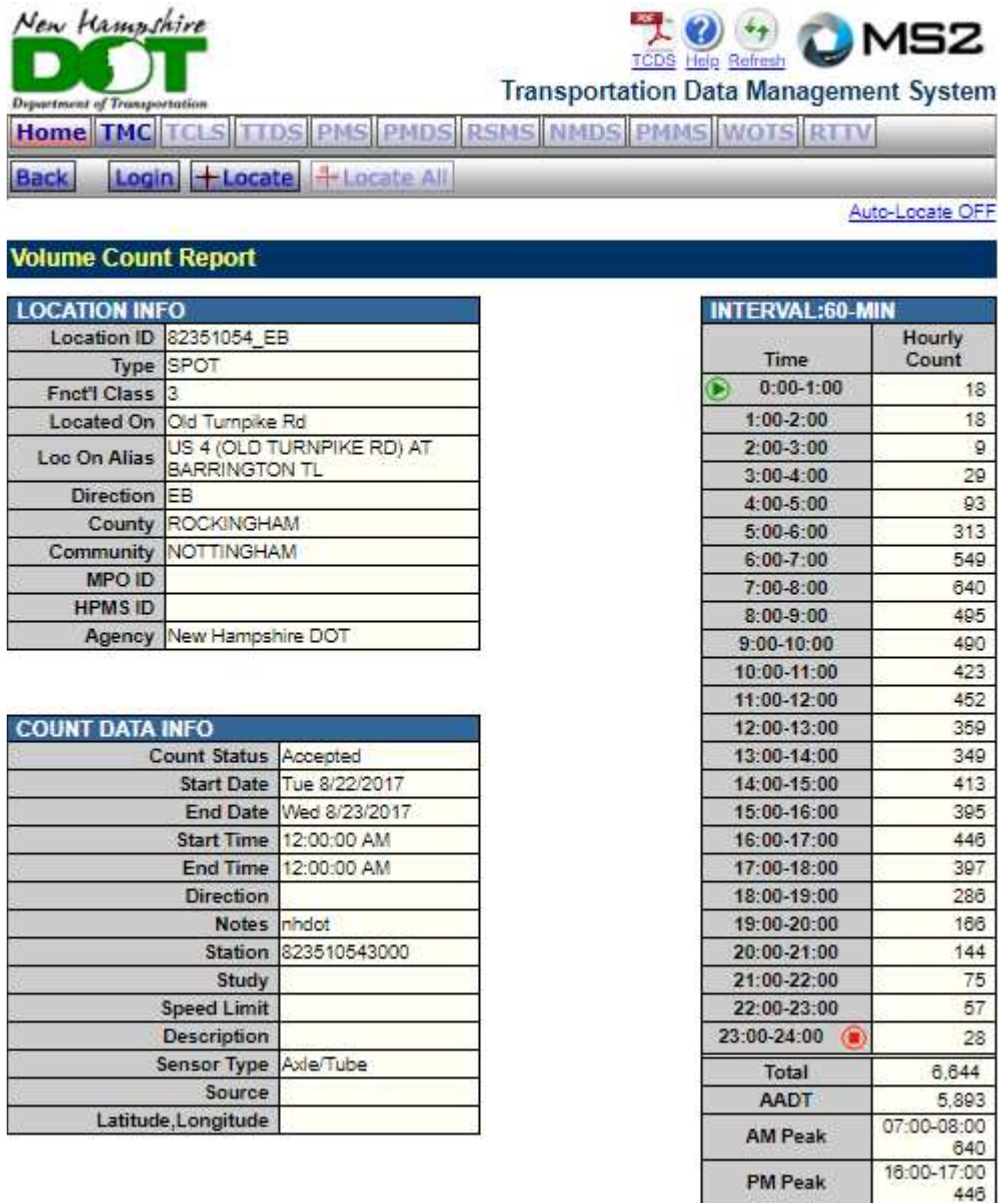 New Hampshire
DOT
Department of Transportation
PDF
TCDS Help Refresh
MS2
Transportation Data Management System
Home TMC TCLS TTDS PMS PMDS RSMS NMDS PMMS WOTS RTTV
Back Login Locate Locate All
Auto-Locate OFF
Volume Count Report
LOCATION INFO
Location ID 82351054_EB
Type SPOT
Fnct'l Class 3
Located On Old Turnpike Rd
Loc On Alias US 4 (OLD TURNPIKE RD) AT
BARRINGTON TL
Direction EB
County ROCKINGHAM
Community NOTTINGHAM
MPO ID
HPMS ID
Agency New Hampshire DOT
COUNT DATA INFO
Count Status Accepted
Start Date Tue 8/22/2017
End Date Wed 8/23/2017
Start Time 12:00:00 AM
End Time 12:00:00 AM
Direction
Notes nhdot
Station 823510543000
Study
Speed Limit
Description
Sensor Type Axle/Tube
Source
Latitude,Longitude
INTERVAL:60-MIN
Time Hourly
Count
0:00-1:00 18
1:00-2:00 18
2:00-3:00 9
3:00-4:00 29
4:00-5:00 93
5:00-6:00 313
6:00-7:00 549
7:00-8:00 640
8:00-9:00 495
9:00-10:00 490
10:00-11:00 423
11:00-12:00 452
12:00-13:00 359
13:00-14:00 349
14:00-15:00 413
15:00-16:00 395
16:00-17:00 446
17:00-18:00 397
18:00-19:00 286
19:00-20:00 166
20:00-21:00 144
21:00-22:00 75
22:00-23:00 57
23:00-24:00 28
Total 6,644
AADT 5,893
AM Peak 07:00-08:00
640
PM Peak 16:00-17:00
446